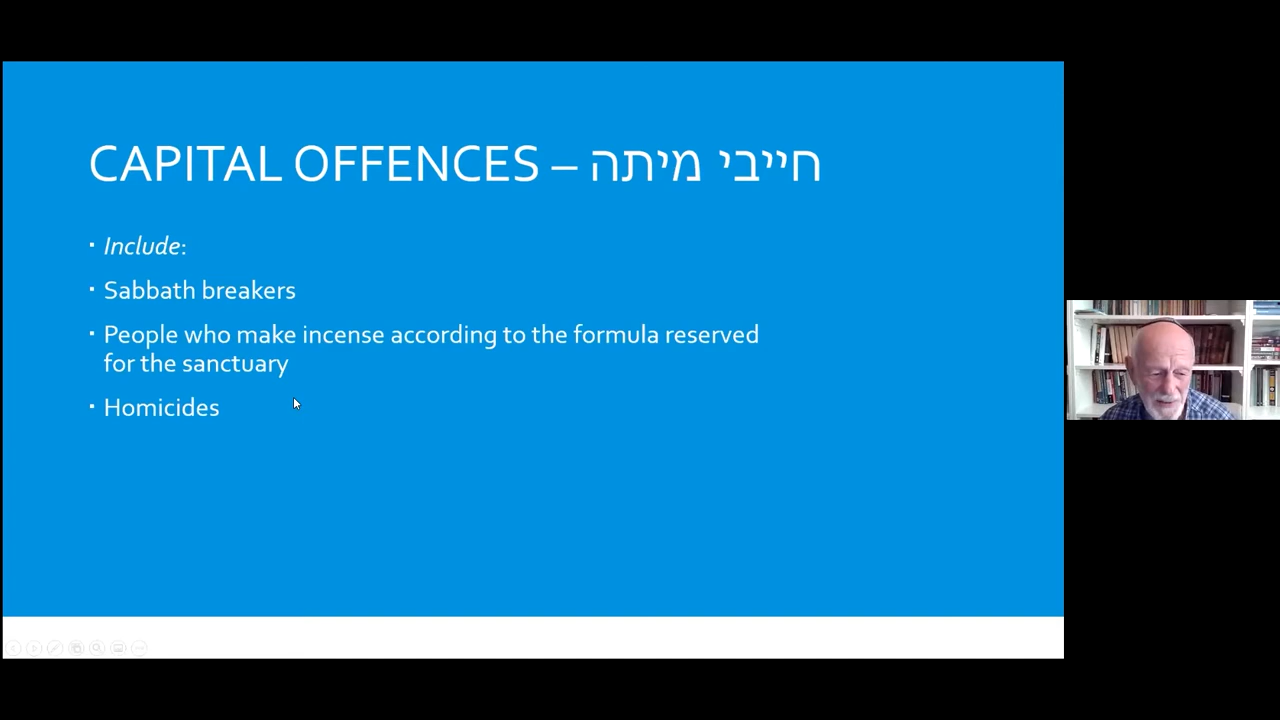 CAPITAL OFFENCES – חייבי מיתה
▪ Include:
▪ Sabbath breakers
▪ People who make incense according to the formula reserved
for the sanctuary
▪ Homicides